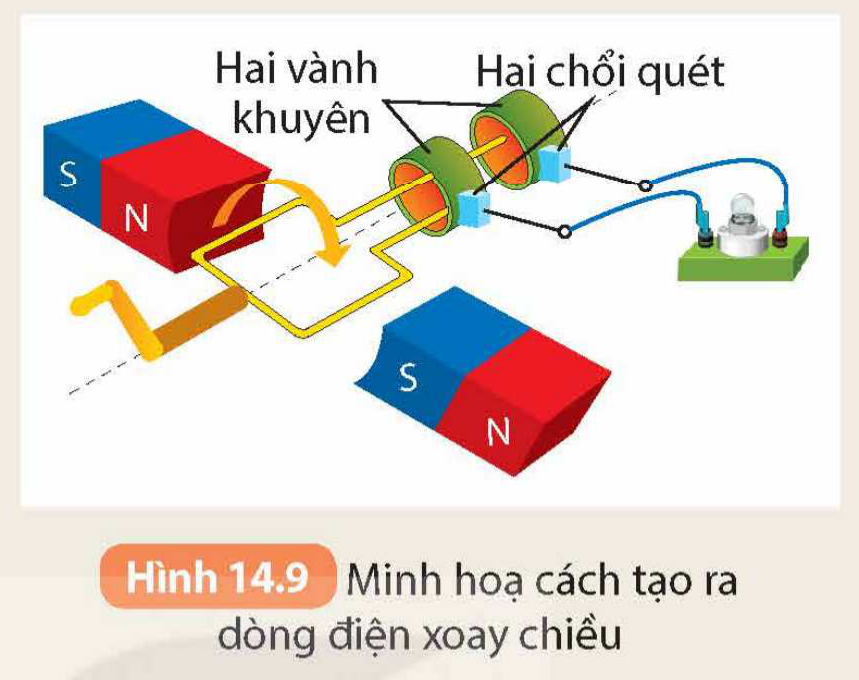 Hai vành
khuyên
Hai chổi quét
S
N
S
N
Hình 14.9 Minh hoạ cách tạo ra
dòng điện xoay chiều